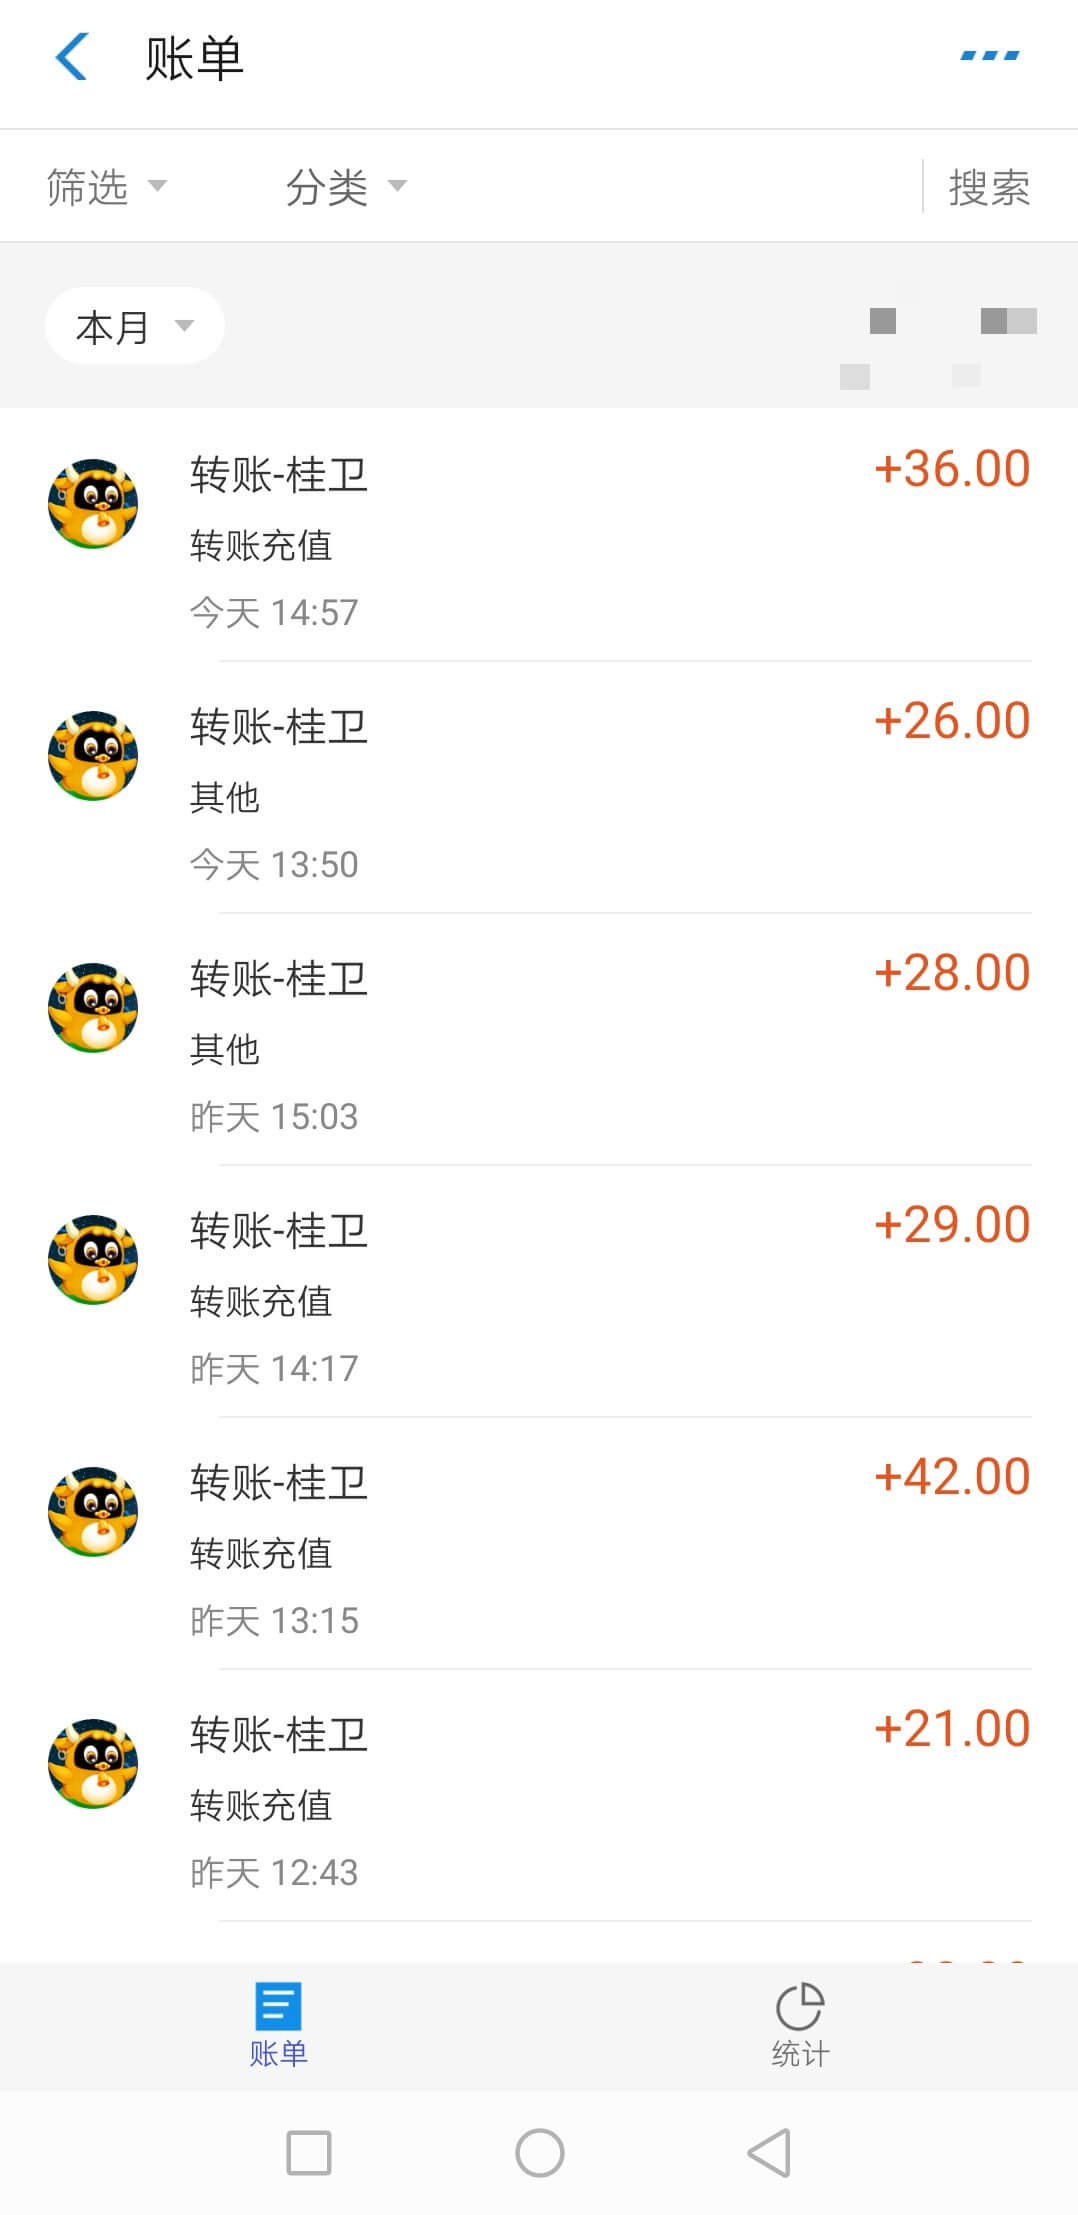 账单
筛选 分类 搜索
本月
转账-桂卫 +36.00
转账充值
今天 14:57
转账-桂卫 +26.00
其他
今天 13:50
转账-桂卫 +28.00
其他
昨天 15:03
转账-桂卫 +29.00
转账充值
昨天 14:17
转账-桂卫 +42.00
转账充值
昨天 13:15
转账-桂卫 +21.00
转账充值
昨天 12:43
账单 统计